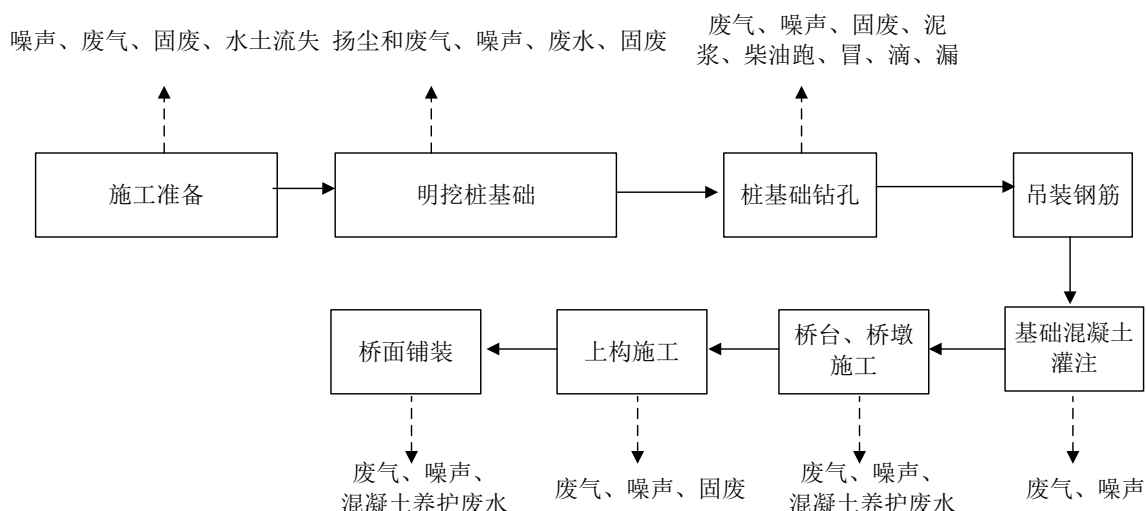 噪声、废气、固废、水土流失
扬尘和废气、噪声、废水、固废
废气、噪声、固废、泥
浆、柴油跑、冒、滴、漏
施工准备
明挖桩基础
桩基础钻孔
吊装钢筋
桥面铺装
上构施工
桥台、桥墩
施工
基础混凝土
灌注
废气、噪声、
混凝土养护废水
废气、噪声、固废
废气、噪声、
混凝土养护废水
废气、噪声